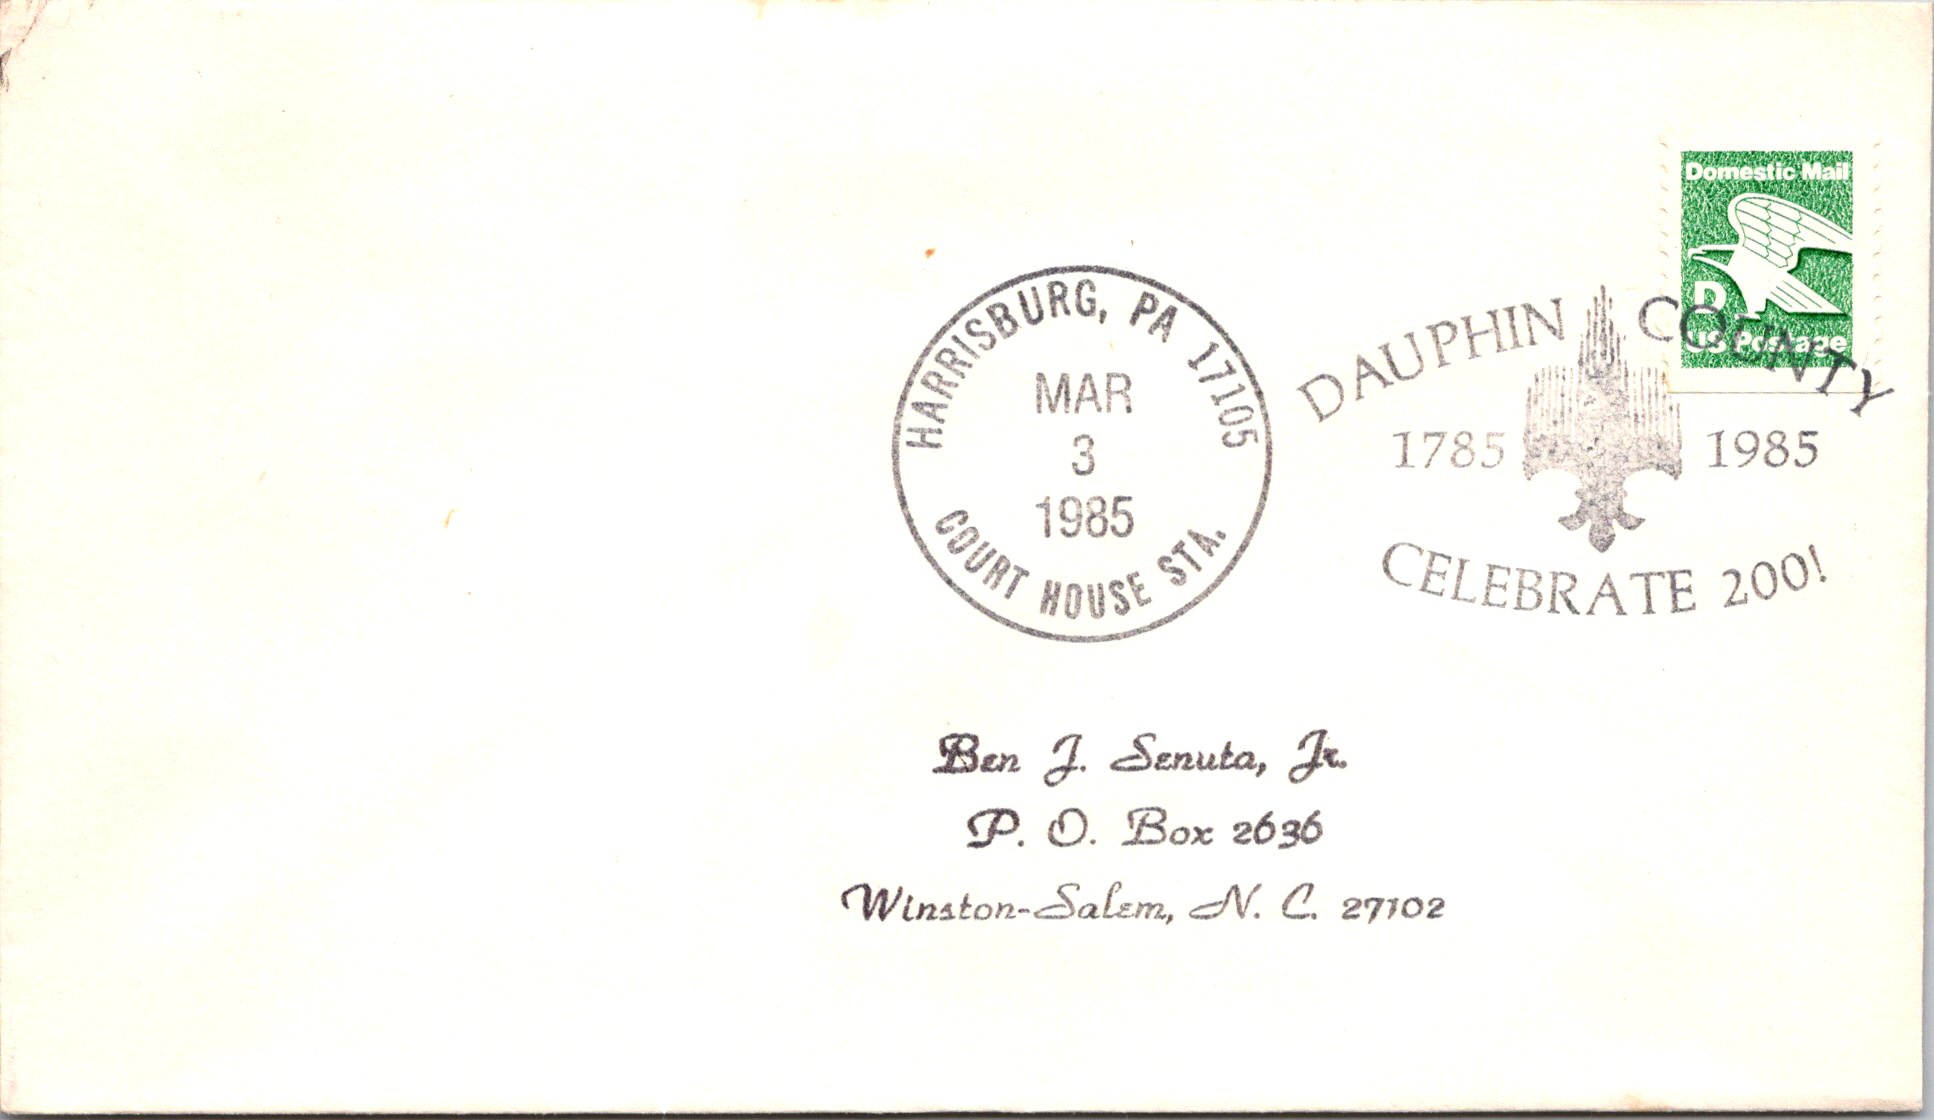 Domestic Mail
D
US Postage
HARRISBURG, PA 17105
MAR
3
1985
COURT HOUSE STA.
DAUPHIN COUNTY
1785 1985
CELEBRATE 200!
Ben J. Senuta, Jr.
P. O. Box 2636
Winston-Salem, N. C. 27102